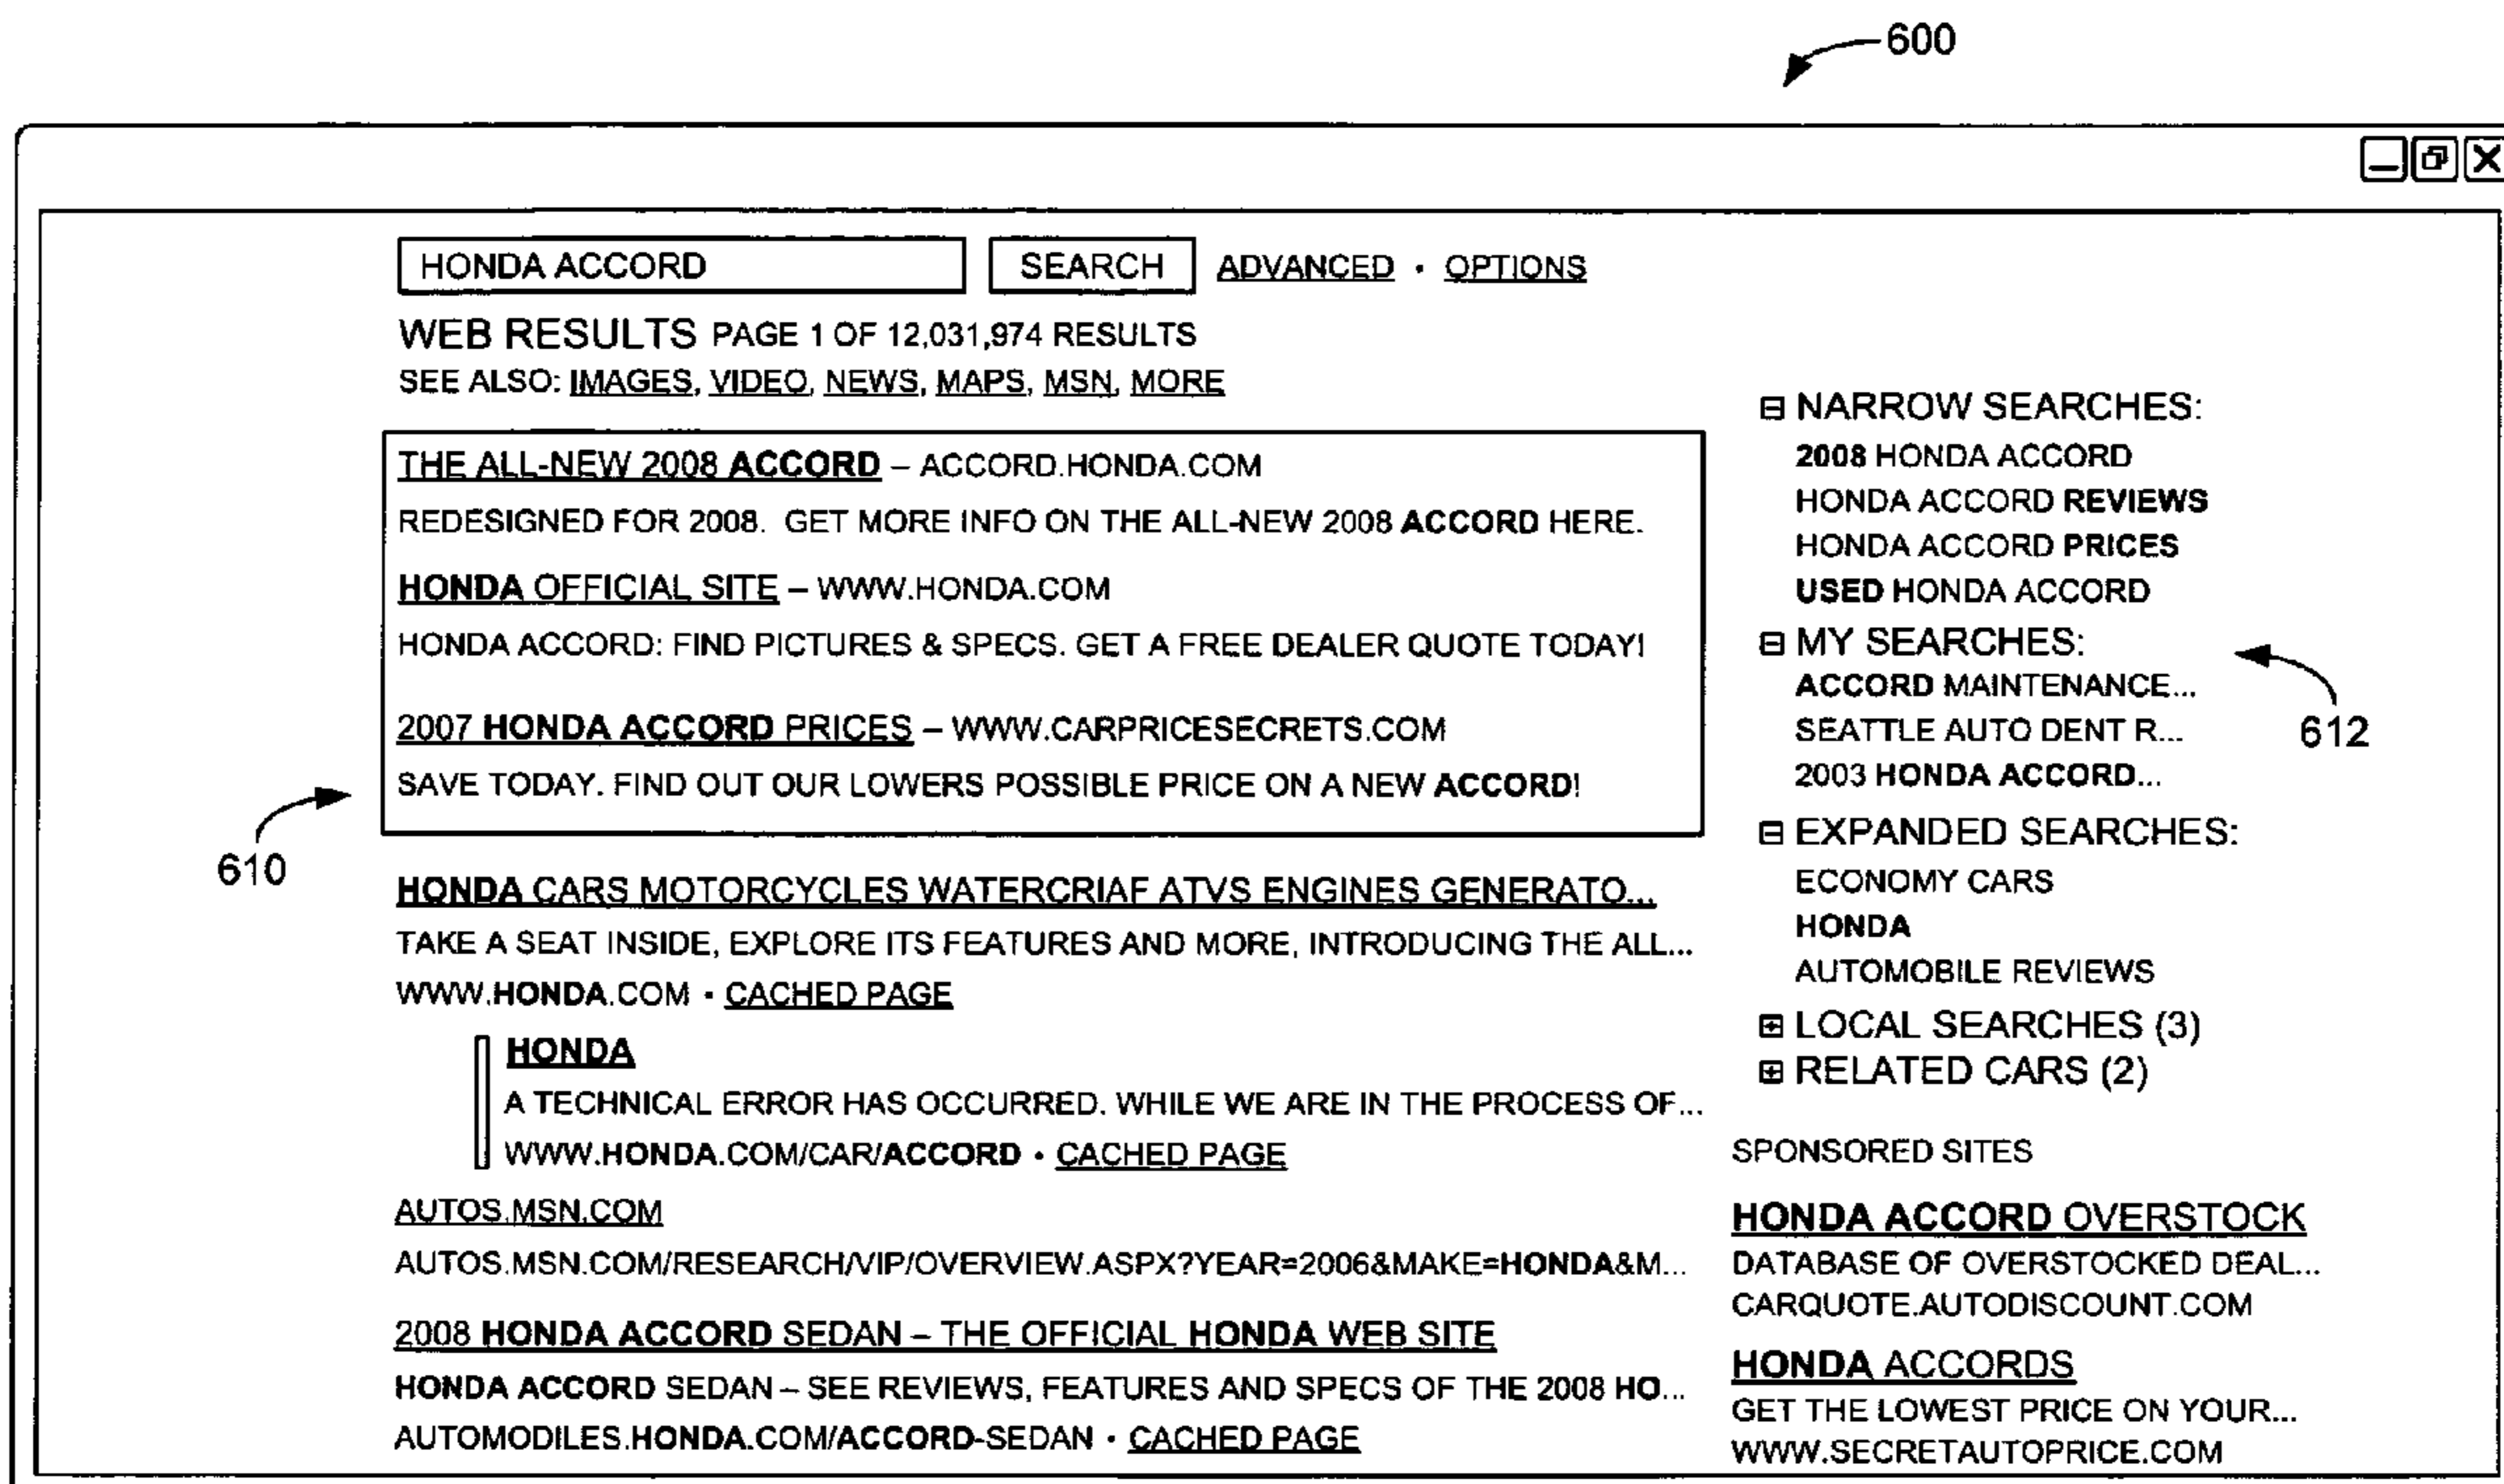 600
HONDA ACCORD SEARCH ADVANCED • OPTIONS
WEB RESULTS PAGE 1 OF 12,031,974 RESULTS
SEE ALSO: IMAGES, VIDEO, NEWS, MAPS, MSN, MORE
THE ALL-NEW 2008 ACCORD – ACCORD.HONDA.COM
REDESIGNED FOR 2008. GET MORE INFO ON THE ALL-NEW 2008 ACCORD HERE.
HONDA OFFICIAL SITE – WWW.HONDA.COM
HONDA ACCORD: FIND PICTURES & SPECS. GET A FREE DEALER QUOTE TODAY!
2007 HONDA ACCORD PRICES – WWW.CARPRICESECRETS.COM
SAVE TODAY. FIND OUT OUR LOWERS POSSIBLE PRICE ON A NEW ACCORD!
610
HONDA CARS MOTORCYCLES WATERCRIAF ATVS ENGINES GENERATO...
TAKE A SEAT INSIDE, EXPLORE ITS FEATURES AND MORE, INTRODUCING THE ALL...
WWW.HONDA.COM • CACHED PAGE
HONDA
A TECHNICAL ERROR HAS OCCURRED. WHILE WE ARE IN THE PROCESS OF...
WWW.HONDA.COM/CAR/ACCORD • CACHED PAGE
AUTOS.MSN.COM
AUTOS.MSN.COM/RESEARCH/VIP/OVERVIEW.ASPX?YEAR=2006&MAKE=HONDA&M...
2008 HONDA ACCORD SEDAN – THE OFFICIAL HONDA WEB SITE
HONDA ACCORD SEDAN – SEE REVIEWS, FEATURES AND SPECS OF THE 2008 HO...
AUTOMODILES.HONDA.COM/ACCORD-SEDAN • CACHED PAGE
NARROW SEARCHES:
2008 HONDA ACCORD
HONDA ACCORD REVIEWS
HONDA ACCORD PRICES
USED HONDA ACCORD
MY SEARCHES:
ACCORD MAINTENANCE...
SEATTLE AUTO DENT R...
2003 HONDA ACCORD...
612
EXPANDED SEARCHES:
ECONOMY CARS
HONDA
AUTOMOBILE REVIEWS
LOCAL SEARCHES (3)
RELATED CARS (2)
SPONSORED SITES
HONDA ACCORD OVERSTOCK
DATABASE OF OVERSTOCKED DEAL...
CARQUOTE.AUTODISCOUNT.COM
HONDA ACCORDS
GET THE LOWEST PRICE ON YOUR...
WWW.SECRETAUTOPRICE.COM